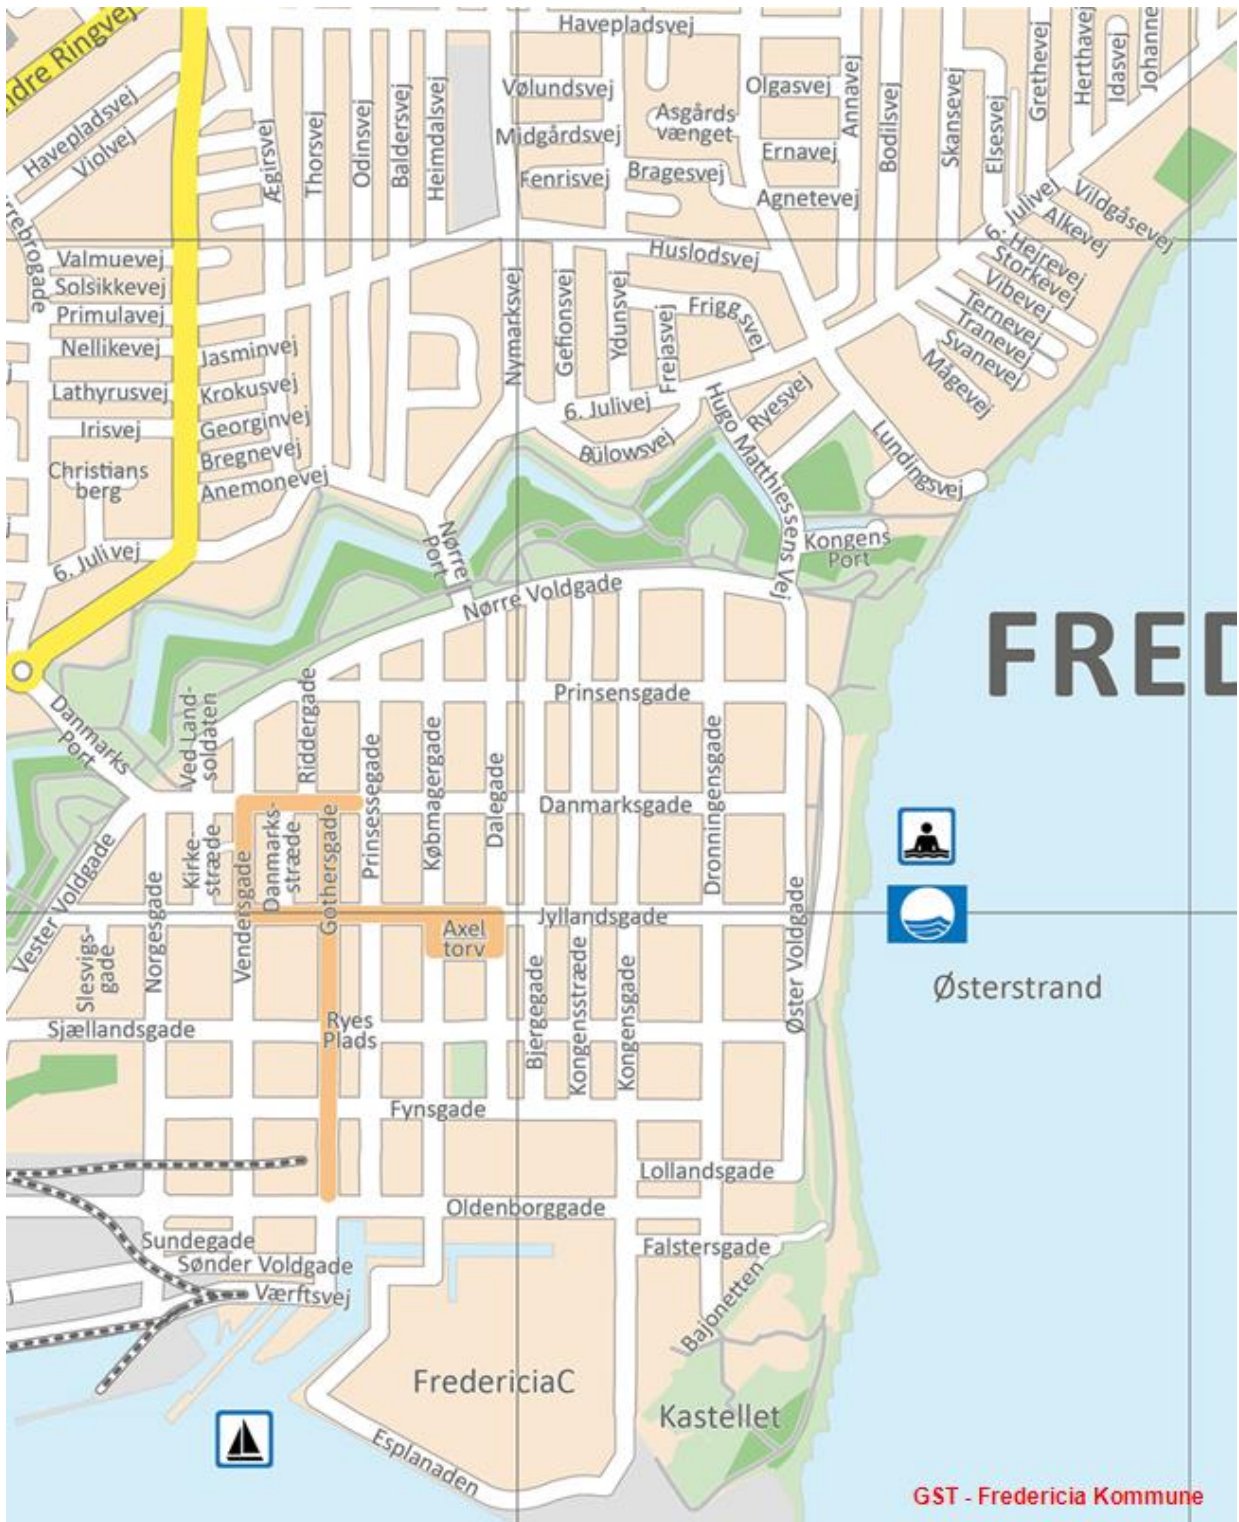 Havepladsvej
ndre Ringvej
Vølundsvej
Olgasvej
Annavej
Bodilsvej
Skansevej
Elsesvej
Grethevej
Herthavej
Idasvej
Johanne
Havepladsvej
Violvej
Ægirsvej
Thorsvej
Odinsvej
Baldersvej
Heimdalsvej
Midgårdsvej
Asgårds
vænget
Ernavej
Fenrisvej
Bragesvej
Agnetevej
6. Julivej
Vildgåsevej
Alkevej
Hejrevej
Storkevej
Vibevej
Ternevej
Tranevej
Svanevej
Mågevej
rrebrogade
Valmuevej
Solsikkevej
Primulavej
Nellikevej
Lathyrusvej
Irisvej
Christians
berg
Jasminvej
Krokusvej
Georginvej
Bregnevej
Anemonevej
Huslodsvej
Nymarksvej
Gefionsvej
Ydunsvej
Frejasvej
Friggsvej
6. Julivej
Bülowsvej
Hugo Matthiessens Vej
Ryesvej
Lundingsvej
6. Julivej
Nørre
Port
Kongens
Port
Nørre Voldgade
FRED
Danmarks
Port
Ved Land-
soldaten
Riddergade
Prinsessegade
Købmagergade
Dalegade
Prinsensgade
Dronningensgade
Danmarksgade
Vester Voldgade
Kirke-
stræde
Vendersgade
Danmarks-
stræde
Gothersgade
Norgesgade
Slesvigs-
gade
Axel
torv
Jyllandsgade
Bjergegade
Kongensstræde
Kongensgade
Øster Voldgade
Østerstrand
Sjællandsgade
Ryes
Plads
Fynsgade
Lollandsgade
Oldenborggade
Sundegade
Sønder Voldgade
Værftsvej
Falstersgade
Bajonetten
FredericiaC
Kastellet
Esplanaden
GST - Fredericia Kommune